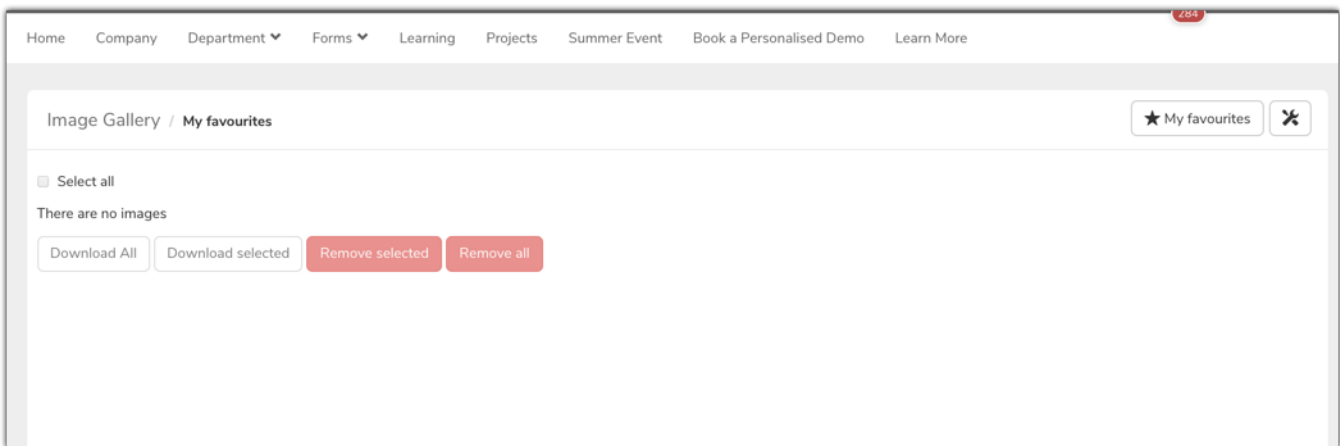 284
Home Company Department Forms Learning Projects Summer Event Book a Personalised Demo Learn More
Image Gallery / My favourites My favourites
Select all
There are no images
Download All Download selected Remove selected Remove all